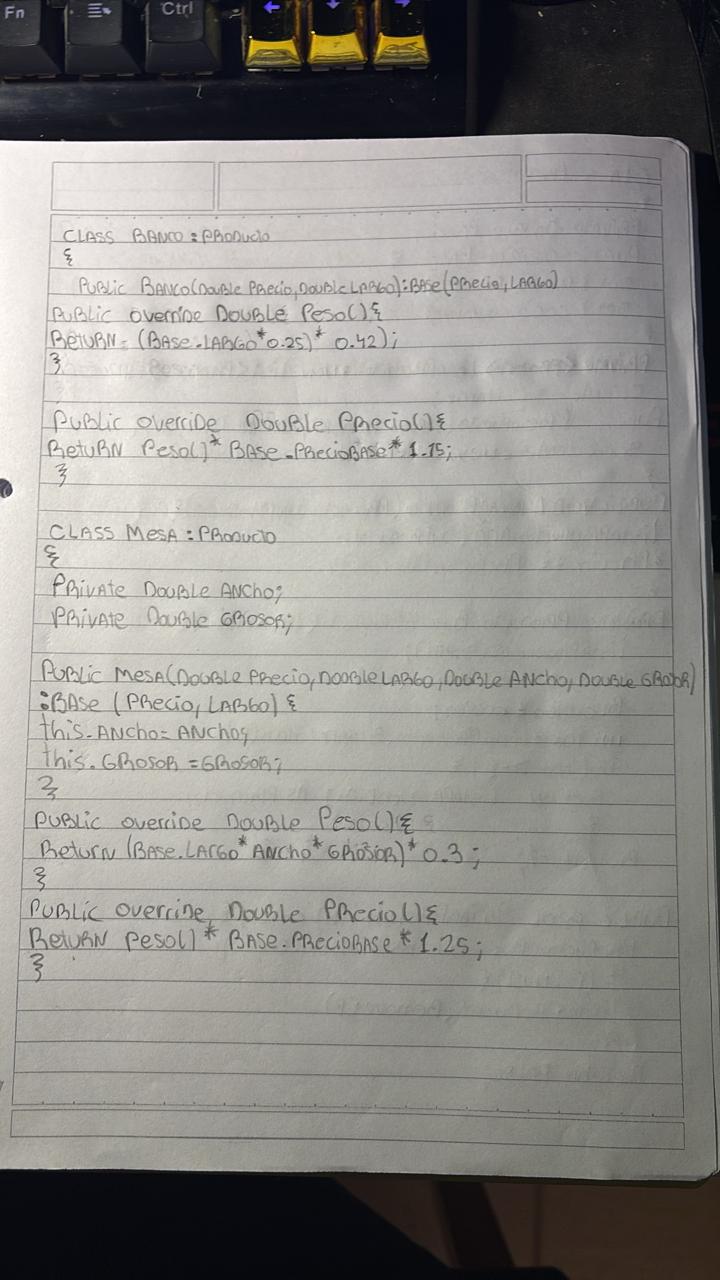 Fn
Ctrl
CLASS BANCO : PRODUCTO
{
PUBLIC BANCO(DOUBLE PRECIO, DOUBLE LARGO):BASE(PRECIO, LARGO)
PUBLIC OVERRIDE DOUBLE PESO(){
RETURN = (BASE.LARGO*0.25)* 0.42);
}
PUBLIC OVERRIDE DOUBLE PRECIO(){
RETURN PESO()* BASE.PRECIOBASE* 1.15;
}
CLASS MESA : PRODUCTO
{
PRIVATE DOUBLE ANCHO;
PRIVATE DOUBLE GROSOR;
PUBLIC MESA(DOUBLE PRECIO, DOUBLE LARGO, DOUBLE ANCHO, DOUBLE GROSOR)
:BASE (PRECIO, LARGO) {
this.ANCHO= ANCHO;
this.GROSOR =GROSOR;
}
PUBLIC OVERRIDE DOUBLE PESO(){
Return (BASE.LARGO* ANCHO* GROSOR)* 0.3;
}
PUBLIC OVERRIDE DOUBLE PRECIO(){
RETURN PESO() * BASE.PRECIOBASE * 1.25;
}